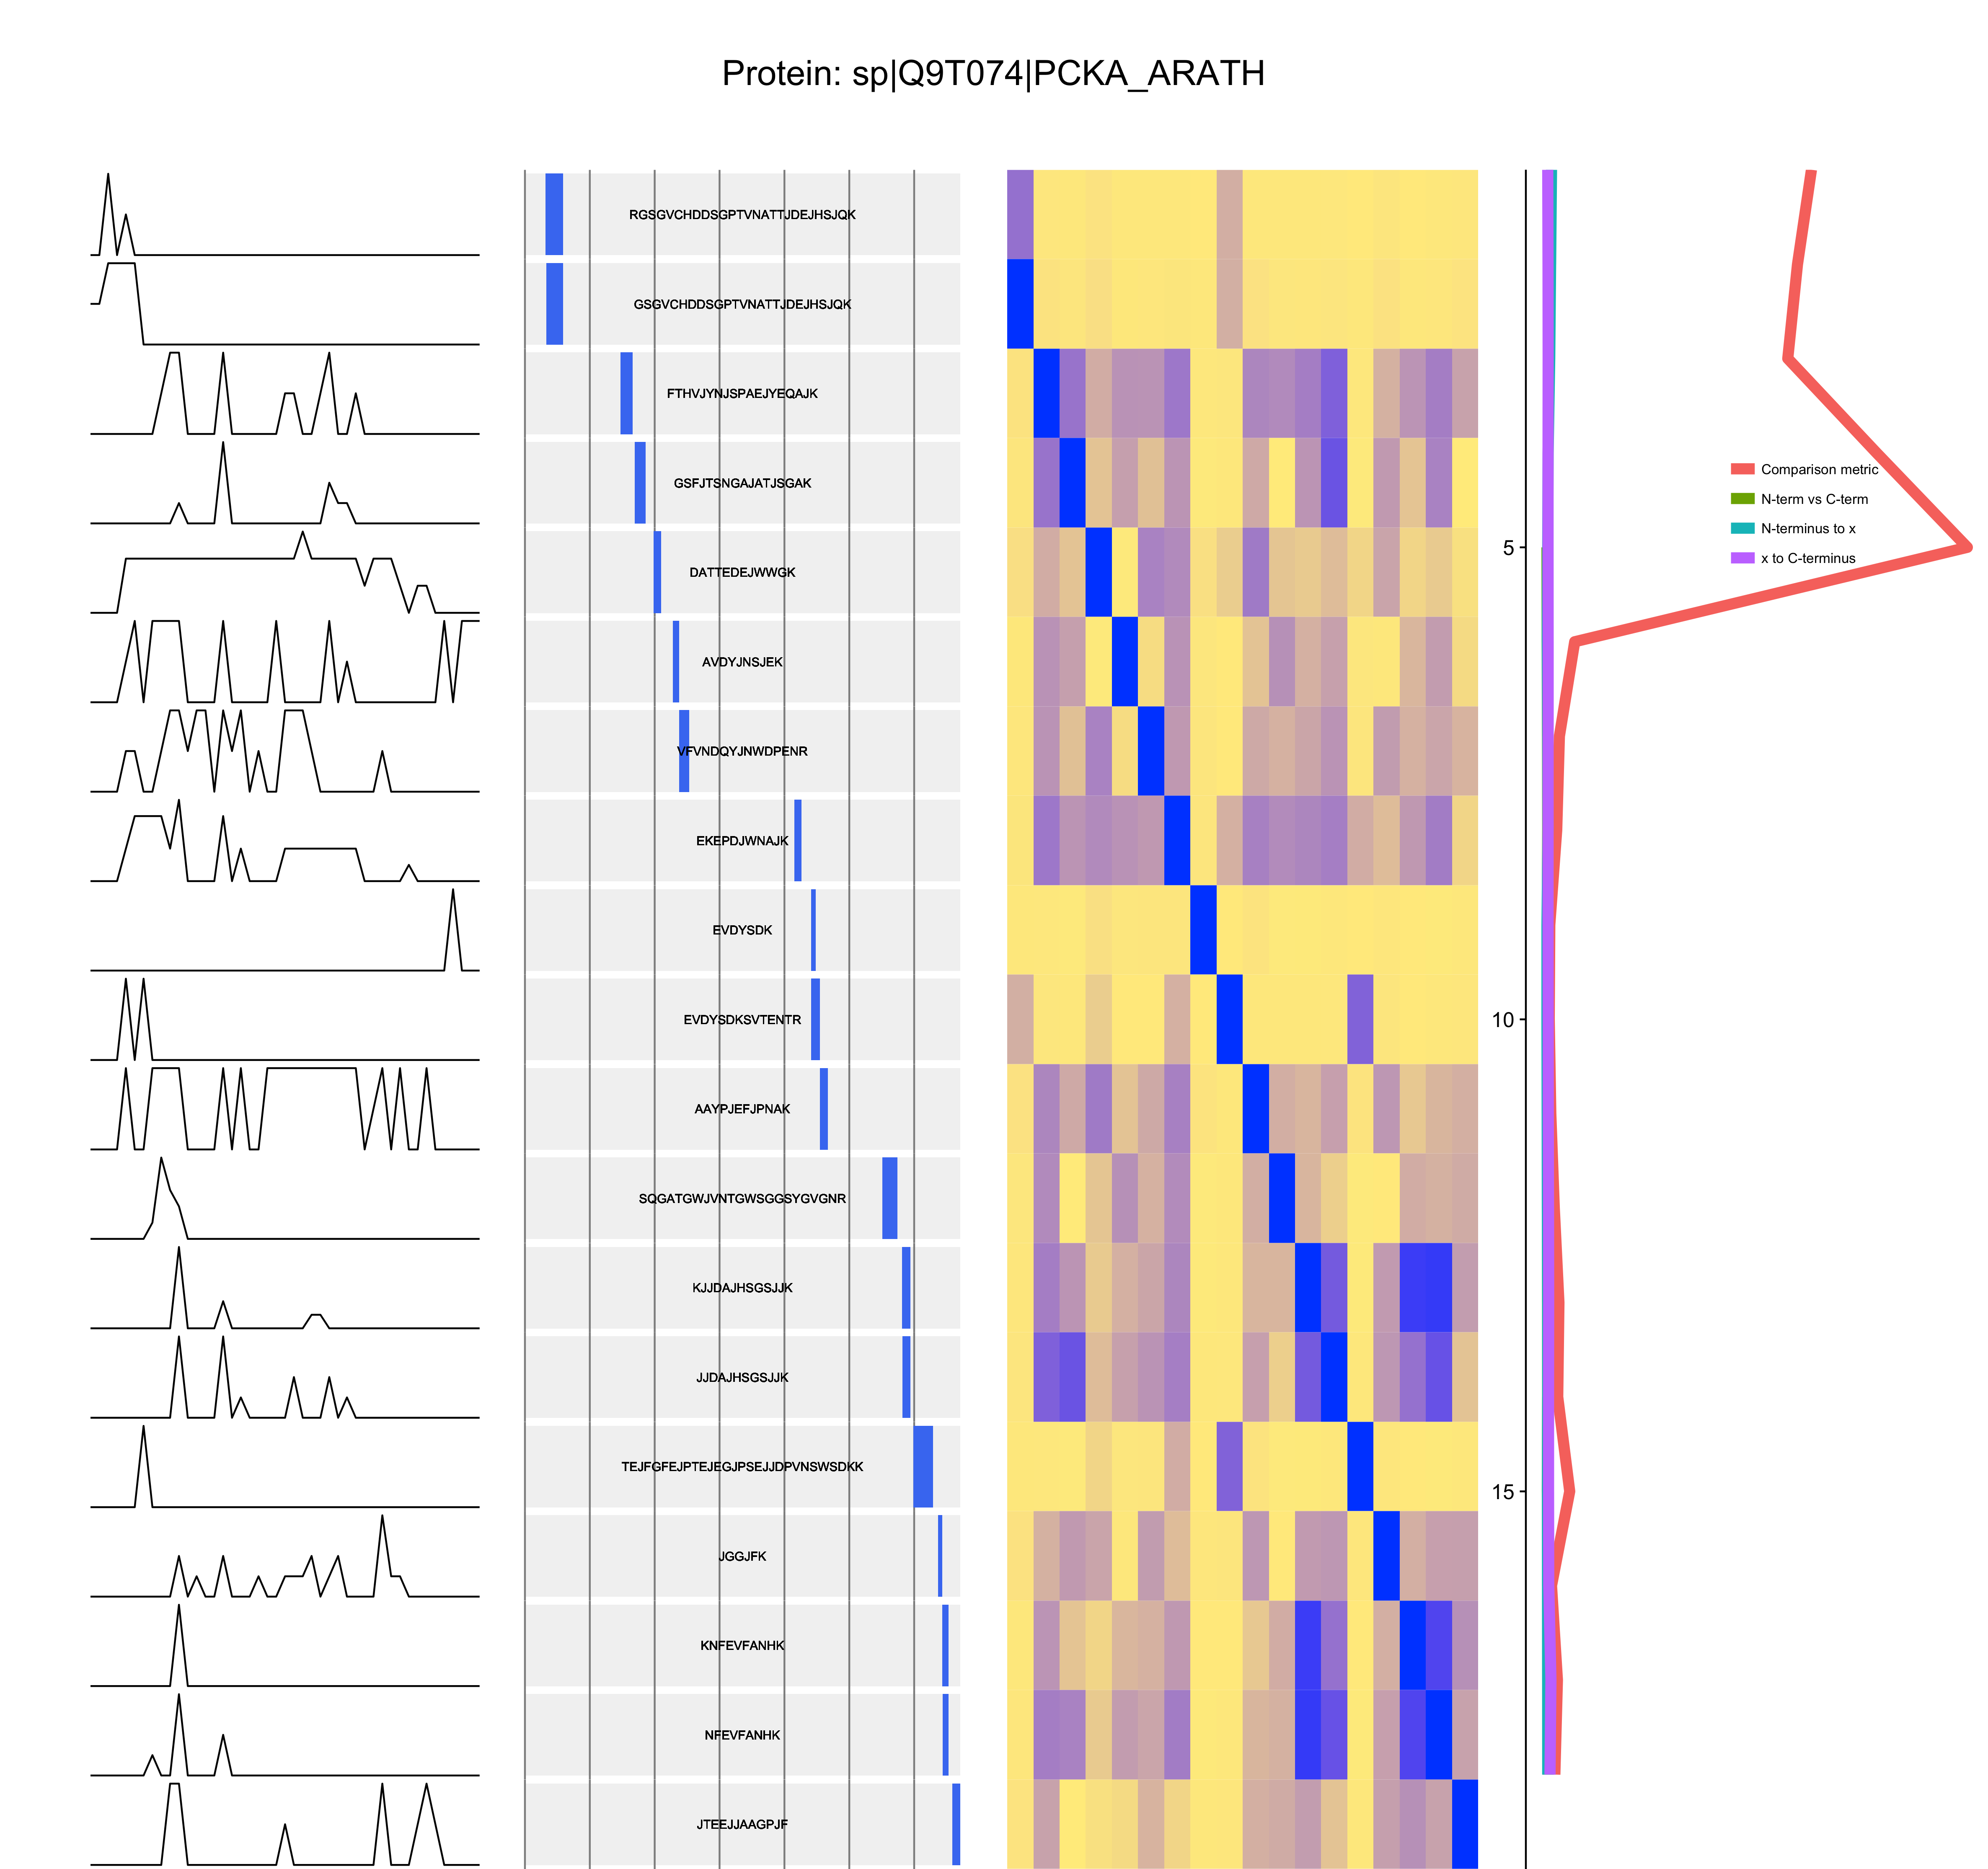 Protein: sp|Q9T074|PCKA_ARATH
RGSGVCHDDSGPTVNATTJDEJHSJQK
GSGVCHDDSGPTVNATTJDEJHSJQK
FTHVJYNJSPAEJYEQAJK
GSFJTSNGAJATJSGAK
Comparison metric
N-term vs C-term
N-terminus to x
5
x to C-terminus
DATTEDEJWWGK
AVDYJNSJEK
VFVNDQYJNWDPENR
EKEPDJWNAJK
EVDYSDK
EVDYSDKSVTENTR
10
AAYPJEFJPNAK
SQGATGWJVNTGWSGGSYGVGNR
KJJDAJHSGSJJK
JJDAJHSGSJJK
TEJFGFEJPTEJEGJPSEJJDPVNSWSDKK
15
JGGJFK
KNFEVFANHK
NFEVFANHK
JTEEJJAAGPJF